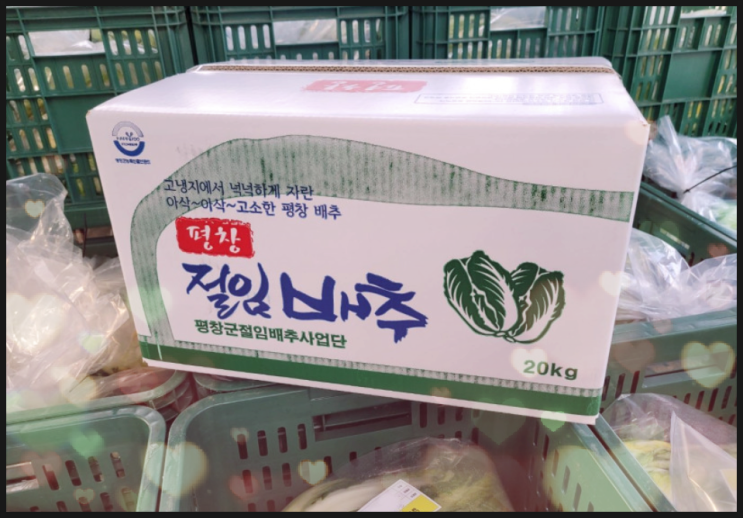 고냉지에서 넉넉하게 자란
아삭~아삭~고소한 평창 배추
평창
절임배추
평창군절임배추사업단
20kg